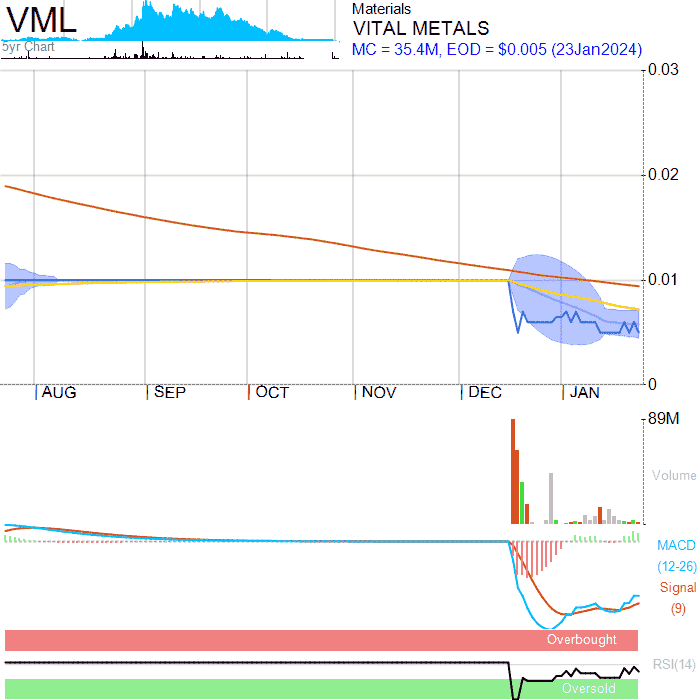 VML
5yr Chart
Materials
VITAL METALS
MC = 35.4M, EOD = $0.005 (23Jan2024)
0.03
0.02
0.01
0
AUG SEP OCT NOV DEC JAN
89M
Volume
MACD
(12-26)
Signal
(9)
Overbought
RSI(14)
Oversold